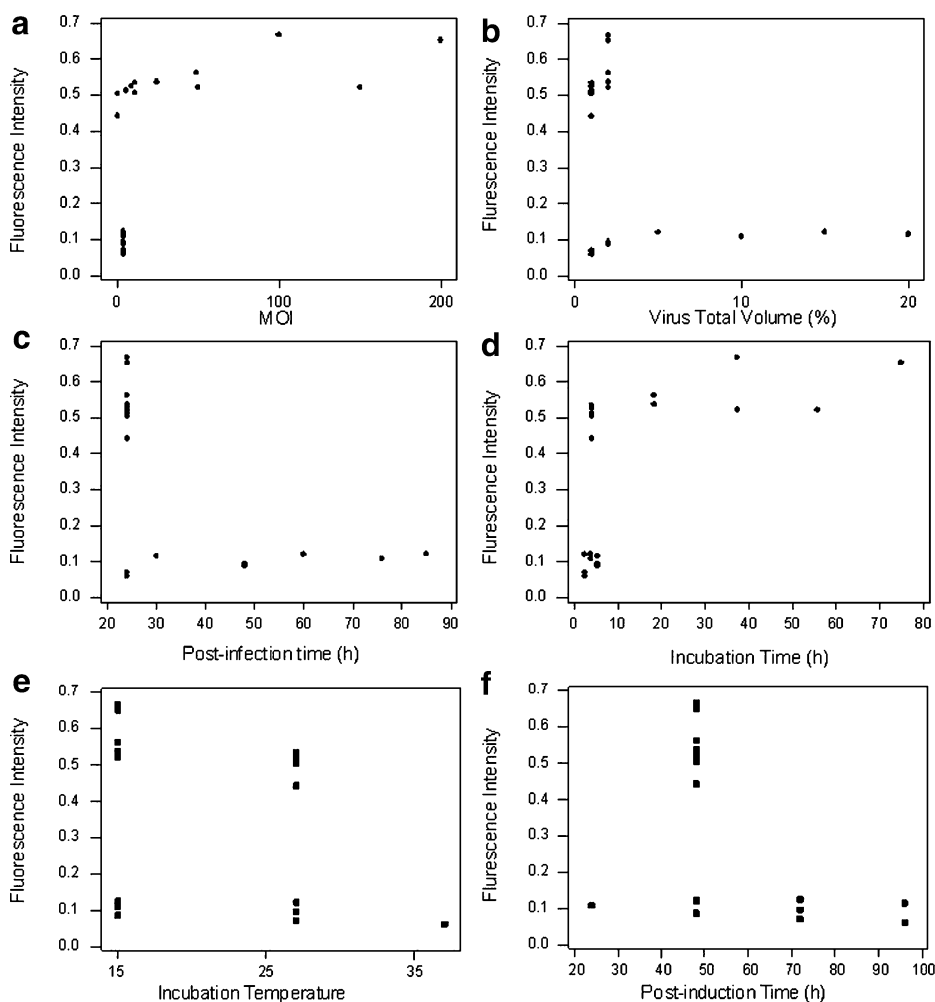 a
0.7
0.6
0.5
0.4
0.3
0.2
0.1
0.0
Fluorescence Intensity
0
100
200
MOI
b
0.7
0.6
0.5
0.4
0.3
0.2
0.1
0.0
Flurescence Intensity
0
10
20
Virus Total Volume (%)
c
0.7
0.6
0.5
0.4
0.3
0.2
0.1
0.0
Fluorescence Intensity
20 30 40 50 60 70 80 90
Post-infection time (h)
d
0.7
0.6
0.5
0.4
0.3
0.2
0.1
0.0
Flurescence Intensity
0 10 20 30 40 50 60 70 80
Incubation Time (h)
e
0.7
0.6
0.5
0.4
0.3
0.2
0.1
0.0
Fluorescence Intensity
15
25
35
Incubation Temperature
f
0.7
0.6
0.5
0.4
0.3
0.2
0.1
0.0
Flurescence Intensity
20 30 40 50 60 70 80 90 100
Post-induction Time (h)